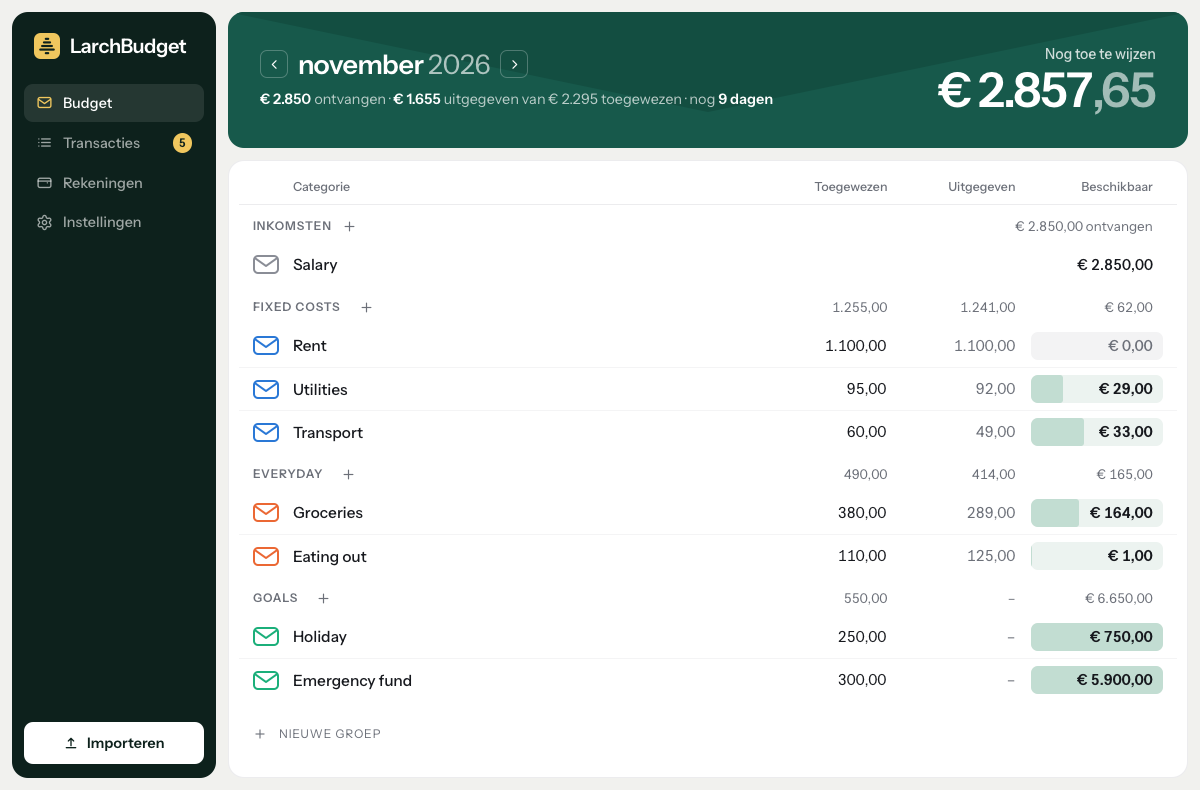 LarchBudget
Budget
Transacties 5
Rekeningen
Instellingen
Importeren
november 2026
€ 2.850 ontvangen · € 1.655 uitgegeven van € 2.295 toegewezen · nog 9 dagen
Nog toe te wijzen
€ 2.857,65
Categorie Toegewezen Uitgegeven Beschikbaar
INKOMSTEN + € 2.850,00 ontvangen
Salary € 2.850,00
FIXED COSTS + 1.255,00 1.241,00 € 62,00
Rent 1.100,00 1.100,00 € 0,00
Utilities 95,00 92,00 € 29,00
Transport 60,00 49,00 € 33,00
EVERYDAY + 490,00 414,00 € 165,00
Groceries 380,00 289,00 € 164,00
Eating out 110,00 125,00 € 1,00
GOALS + 550,00 – € 6.650,00
Holiday 250,00 – € 750,00
Emergency fund 300,00 – € 5.900,00
+ NIEUWE GROEP